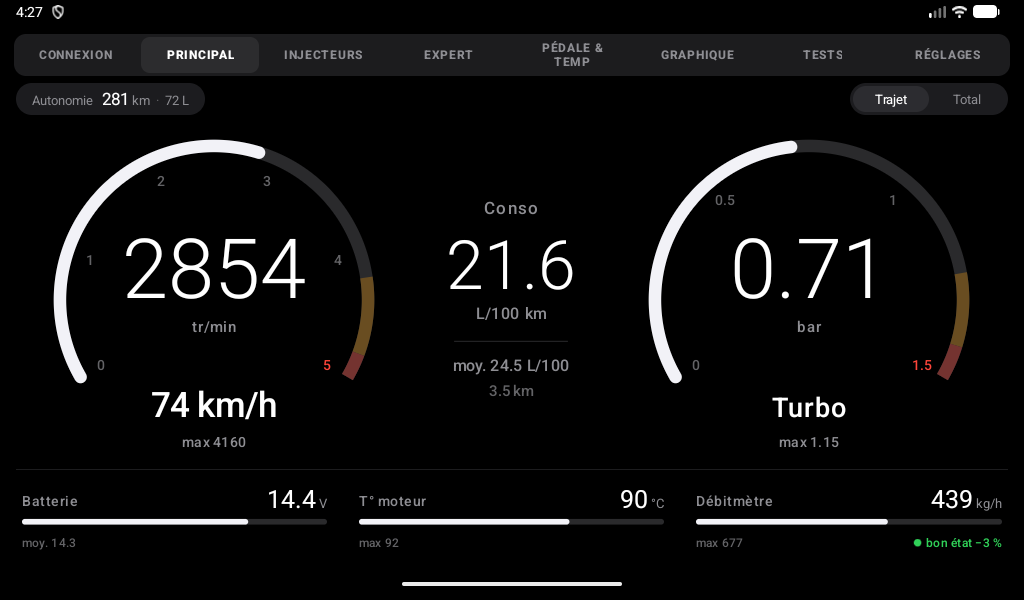 4:27
CONNEXION
PRINCIPAL
INJECTEURS
EXPERT
PÉDALE &
TEMP
GRAPHIQUE
TESTS
RÉGLAGES
Autonomie 281 km · 72 L
Trajet
Total
0
1
2
3
4
5
2854
tr/min
74 km/h
max 4160
Conso
21.6
L/100 km
moy. 24.5 L/100
3.5 km
0
0.5
1
1.5
0.71
bar
Turbo
max 1.15
Batterie 14.4 V
moy. 14.3
T° moteur 90 °C
max 92
Débitmètre 439 kg/h
max 677
bon état −3 %